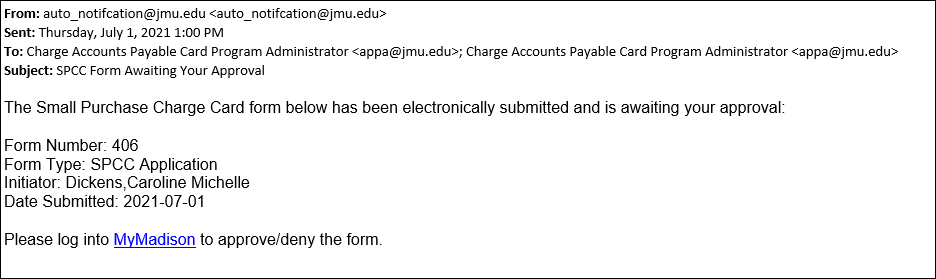 From: auto_notifcation@jmu.edu <auto_notifcation@jmu.edu>
Sent: Thursday, July 1, 2021 1:00 PM
To: Charge Accounts Payable Card Program Administrator <appa@jmu.edu>; Charge Accounts Payable Card Program Administrator <appa@jmu.edu>
Subject: SPCC Form Awaiting Your Approval
The Small Purchase Charge Card form below has been electronically submitted and is awaiting your approval:
Form Number: 406
Form Type: SPCC Application
Initiator: Dickens,Caroline Michelle
Date Submitted: 2021-07-01
Please log into MyMadison to approve/deny the form.